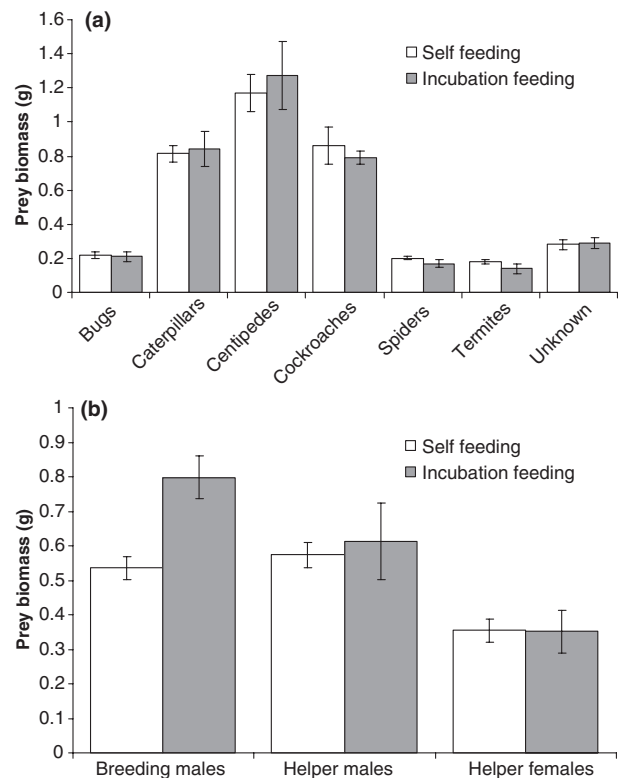 (a)
Self feeding
Incubation feeding
Prey biomass (g)
1.6
1.4
1.2
1
0.8
0.6
0.4
0.2
0
Bugs
Caterpillars
Centipedes
Cockroaches
Spiders
Termites
Unknown
(b)
Self feeding
Incubation feeding
Prey biomass (g)
1
0.9
0.8
0.7
0.6
0.5
0.4
0.3
0.2
0.1
0
Breeding males
Helper males
Helper females